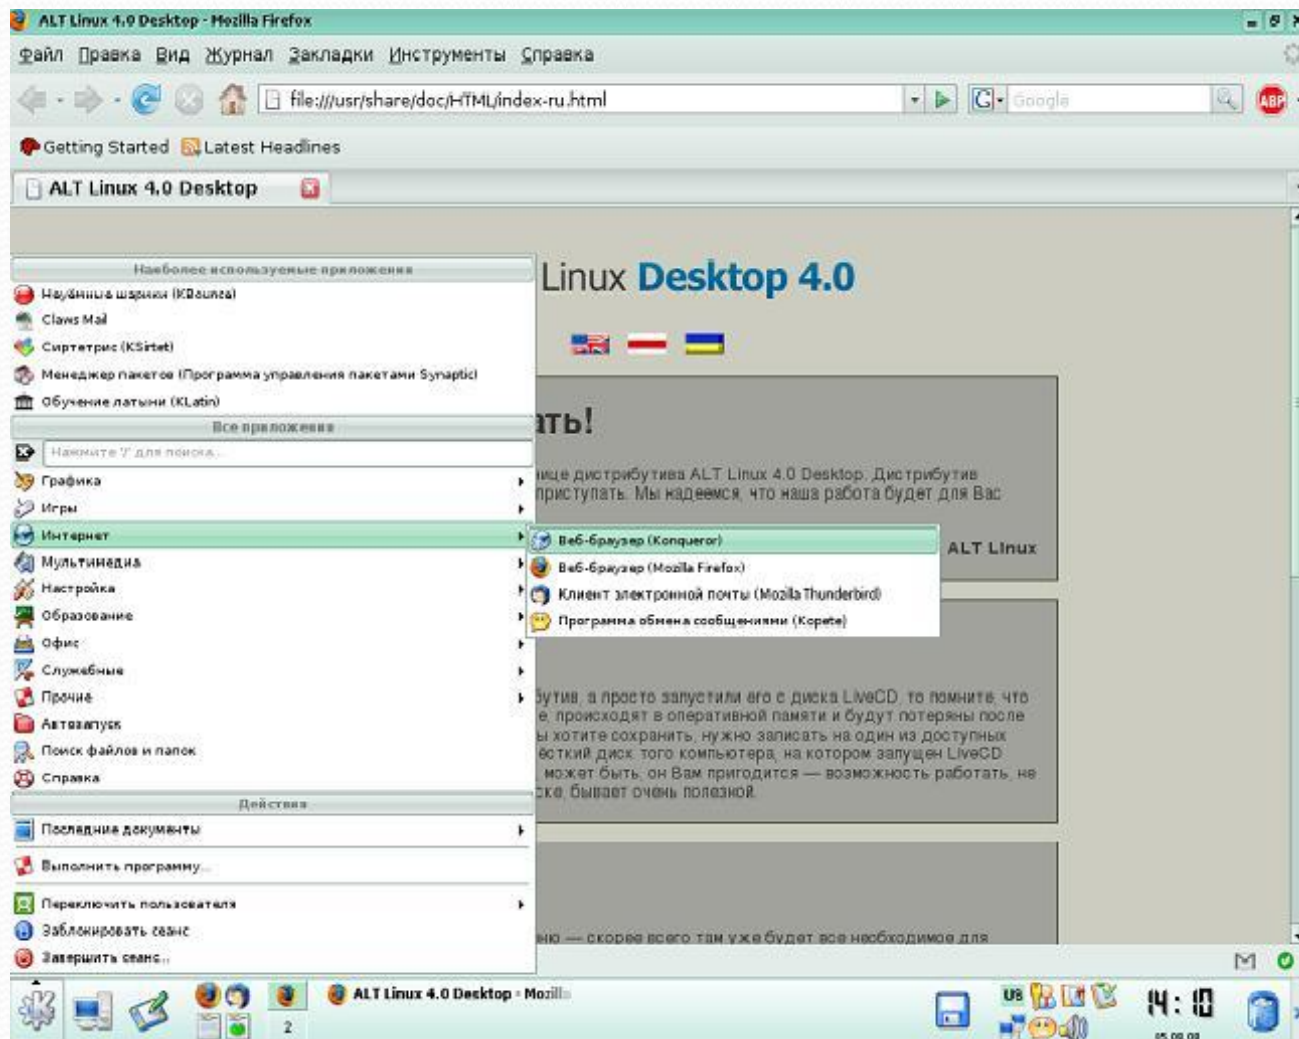 ALT Linux 4.0 Desktop - Mozilla Firefox
Файл Правка Вид Журнал Закладки Инструменты Справка
file:///usr/share/doc/HTML/index-ru.html
Google
ABP
Getting Started Latest Headlines
ALT Linux 4.0 Desktop
Linux Desktop 4.0
Наиболее используемые приложения
(KBounce)
Claws Mail
Сиртетрис (KSirtet)
Менеджер пакетов (Программа управления пакетами Synaptic)
Обучение латыни (KLatin)
Все приложения
Нажмите '/' для поиска...
Графика
Игры
Интернет
Мультимедиа
Настройка
Образование
Офис
Служебные
Прочие
Автозапуск
Поиск файлов и папок
Справка
Действия
Последние документы
Выполнить программу...
Переключить пользователя
Заблокировать сеанс
Завершить сеанс...
Веб-браузер (Konqueror)
Веб-браузер (Mozilla Firefox)
Клиент электронной почты (Mozilla Thunderbird)
Программа обмена сообщениями (Kopete)
ать!
нице дистрибутива ALT Linux 4.0 Desktop. Дистрибутив
приступать. Мы надеемся, что наша работа будет для Вас
ALT Linux
бутив, а просто запустили его с диска LiveCD, то помните, что
е, происходят в оперативной памяти и будут потеряны после
ы хотите сохранить, нужно записать на один из доступных
ёсткий диск того компьютера, на котором запущен LiveCD
может быть, он Вам пригодится — возможность работать, не
ске, бывает очень полезной.
ню — скорее всего там уже будет все необходимое для
2
ALT Linux 4.0 Desktop - Mozill
US
14:10